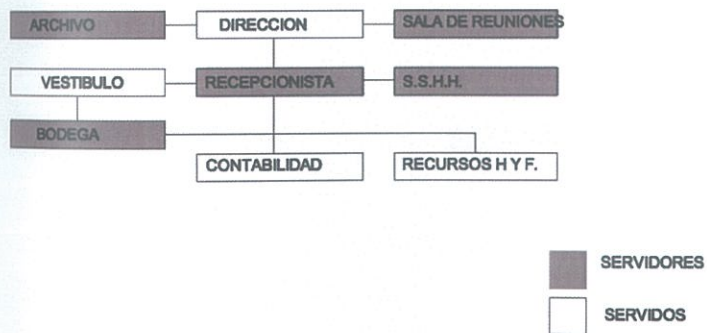 ARCHIVO DIRECCION SALA DE REUNIONES
VESTIBULO RECEPCIONISTA S.S.H.H.
BODEGA
CONTABILIDAD RECURSOS H Y F.
SERVIDORES
SERVIDOS